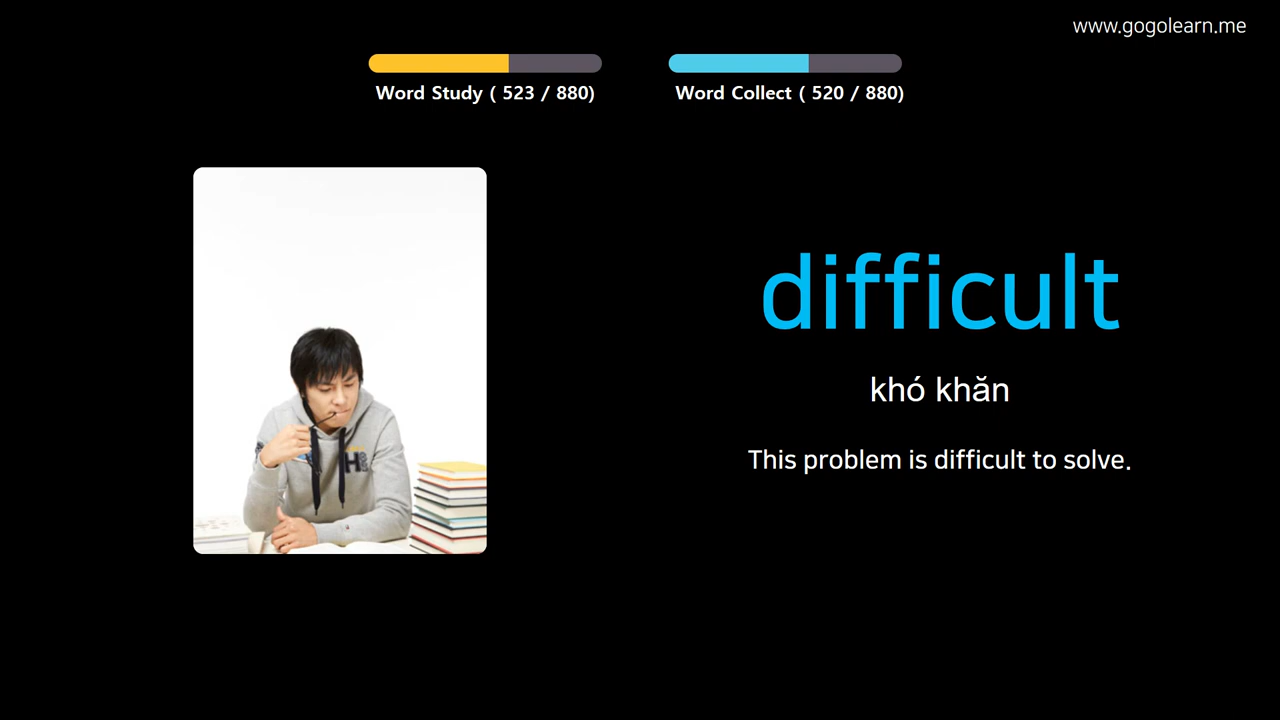 www.gogolearn.me
Word Study ( 523 / 880)
Word Collect ( 520 / 880)
difficult
khó khăn
This problem is difficult to solve.
H